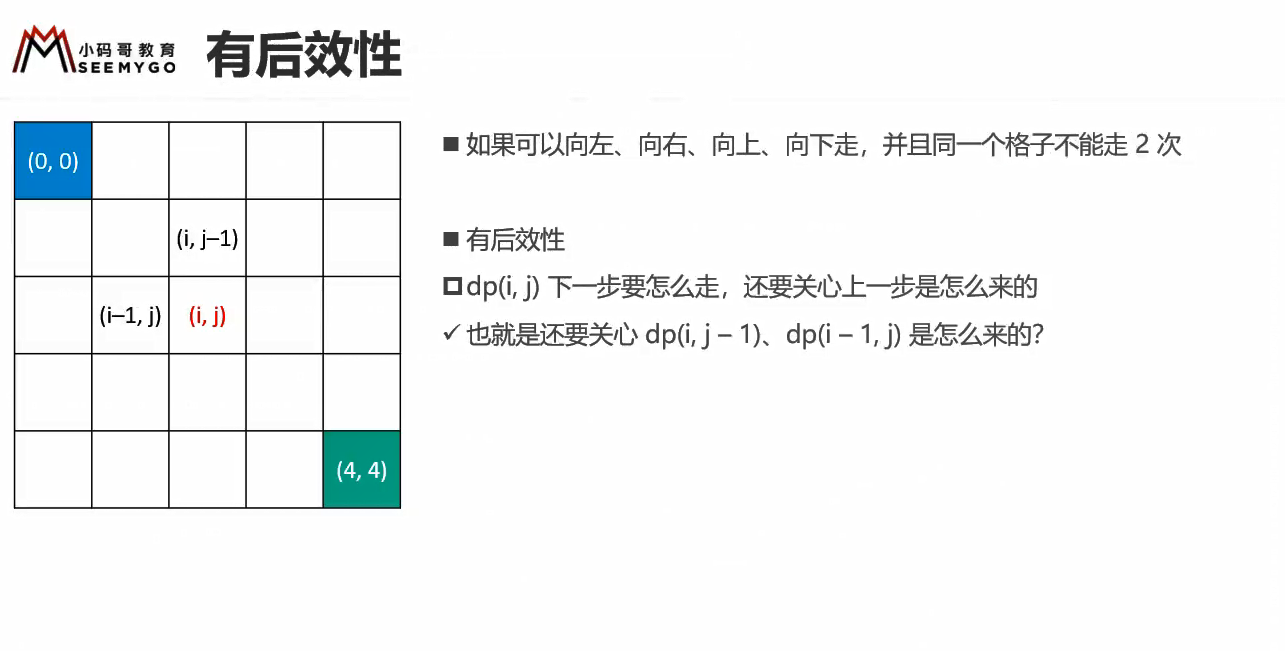 小码哥教育
SEEMYGO
有后效性
(0, 0)
(i, j–1)
(i–1, j)
(i, j)
(4, 4)
■ 如果可以向左、向右、向上、向下走，并且同一个格子不能走 2 次
■ 有后效性
dp(i, j) 下一步要怎么走，还要关心上一步是怎么来的
✓ 也就是还要关心 dp(i, j – 1)、dp(i – 1, j) 是怎么来的？